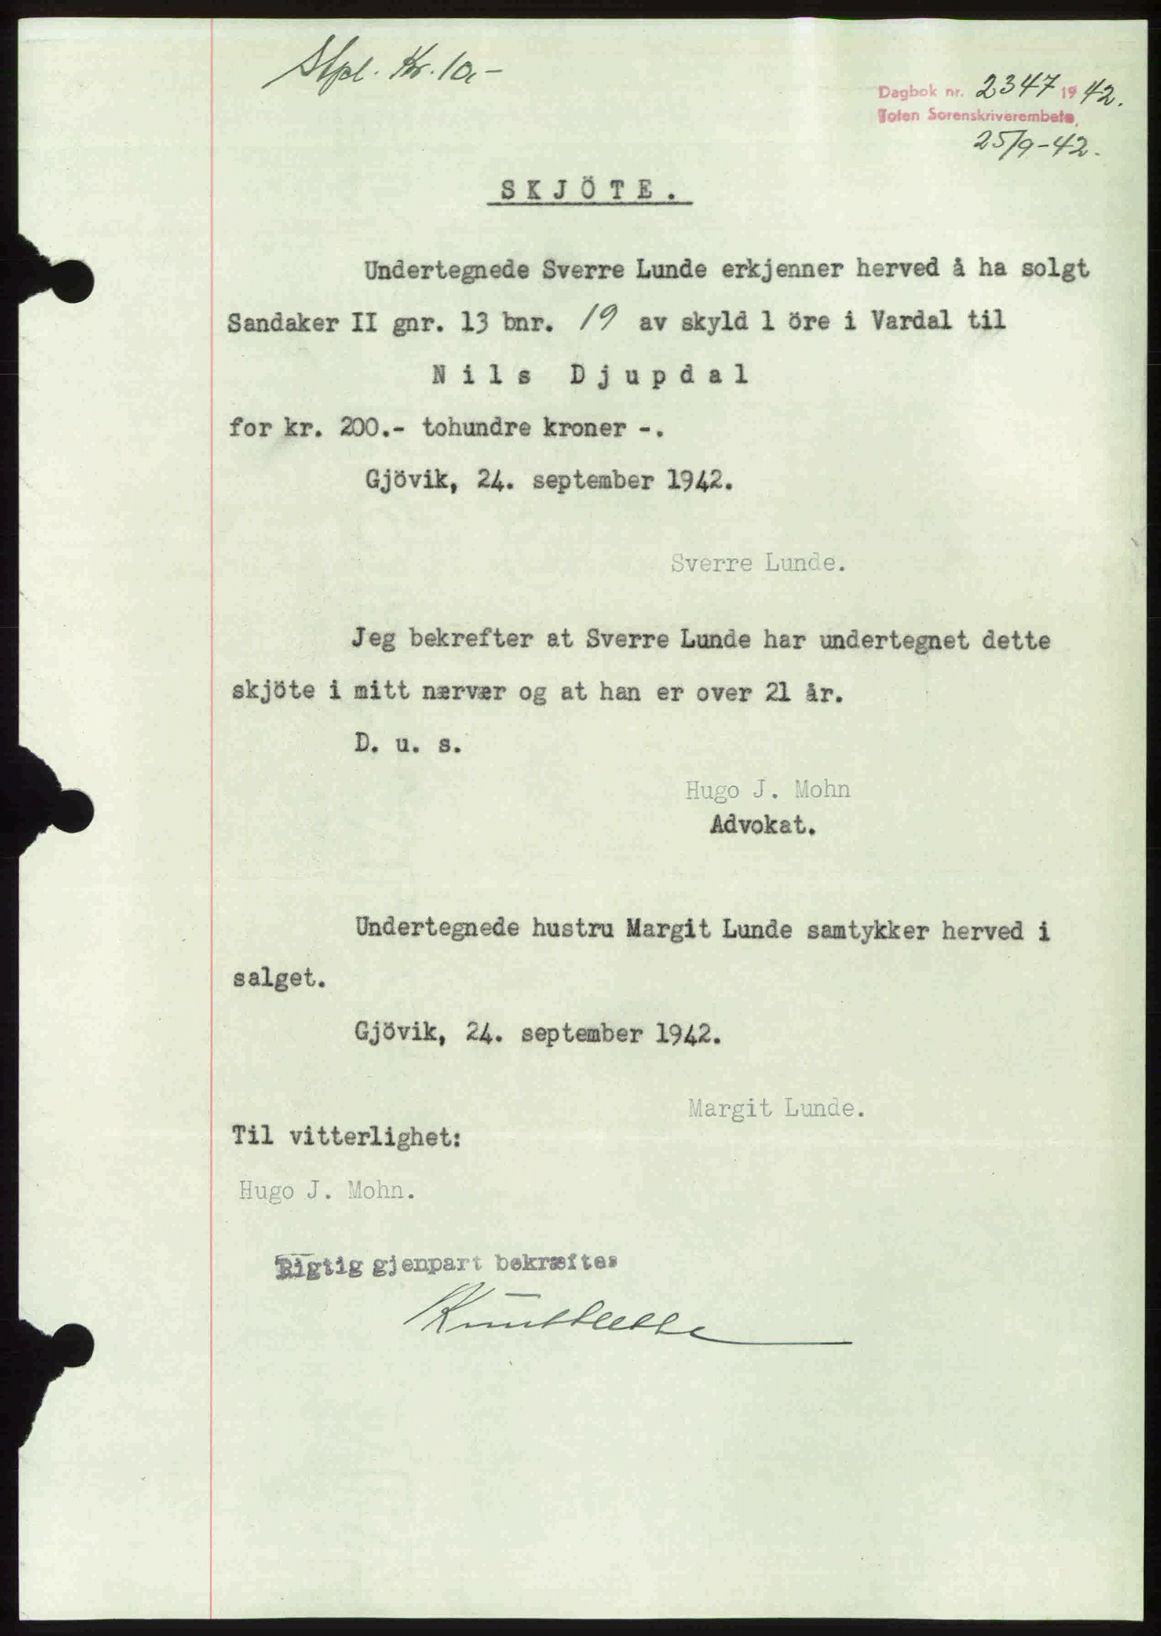 Stpl. Kr. 10,-
Dagbok nr. 2347 19 42.
Toten Sorenskriverembete,
25/9-42.
SKJÖTE.
Undertegnede Sverre Lunde erkjenner herved å ha solgt
Sandaker II gnr. 13 bnr. 19 av skyld 1 öre i Vardal til
Nils Djupdal
for kr. 200.- tohundre kroner -.
Gjövik, 24. september 1942.
Sverre Lunde.
Jeg bekrefter at Sverre Lunde har undertegnet dette
skjöte i mitt nærvær og at han er over 21 år.
D. u. s.
Hugo J. Mohn
Advokat.
Undertegnede hustru Margit Lunde samtykker herved i
salget.
Gjövik, 24. september 1942.
Margit Lunde.
Til vitterlighet:
Hugo J. Mohn.
Rigtig gjenpart bekræftes